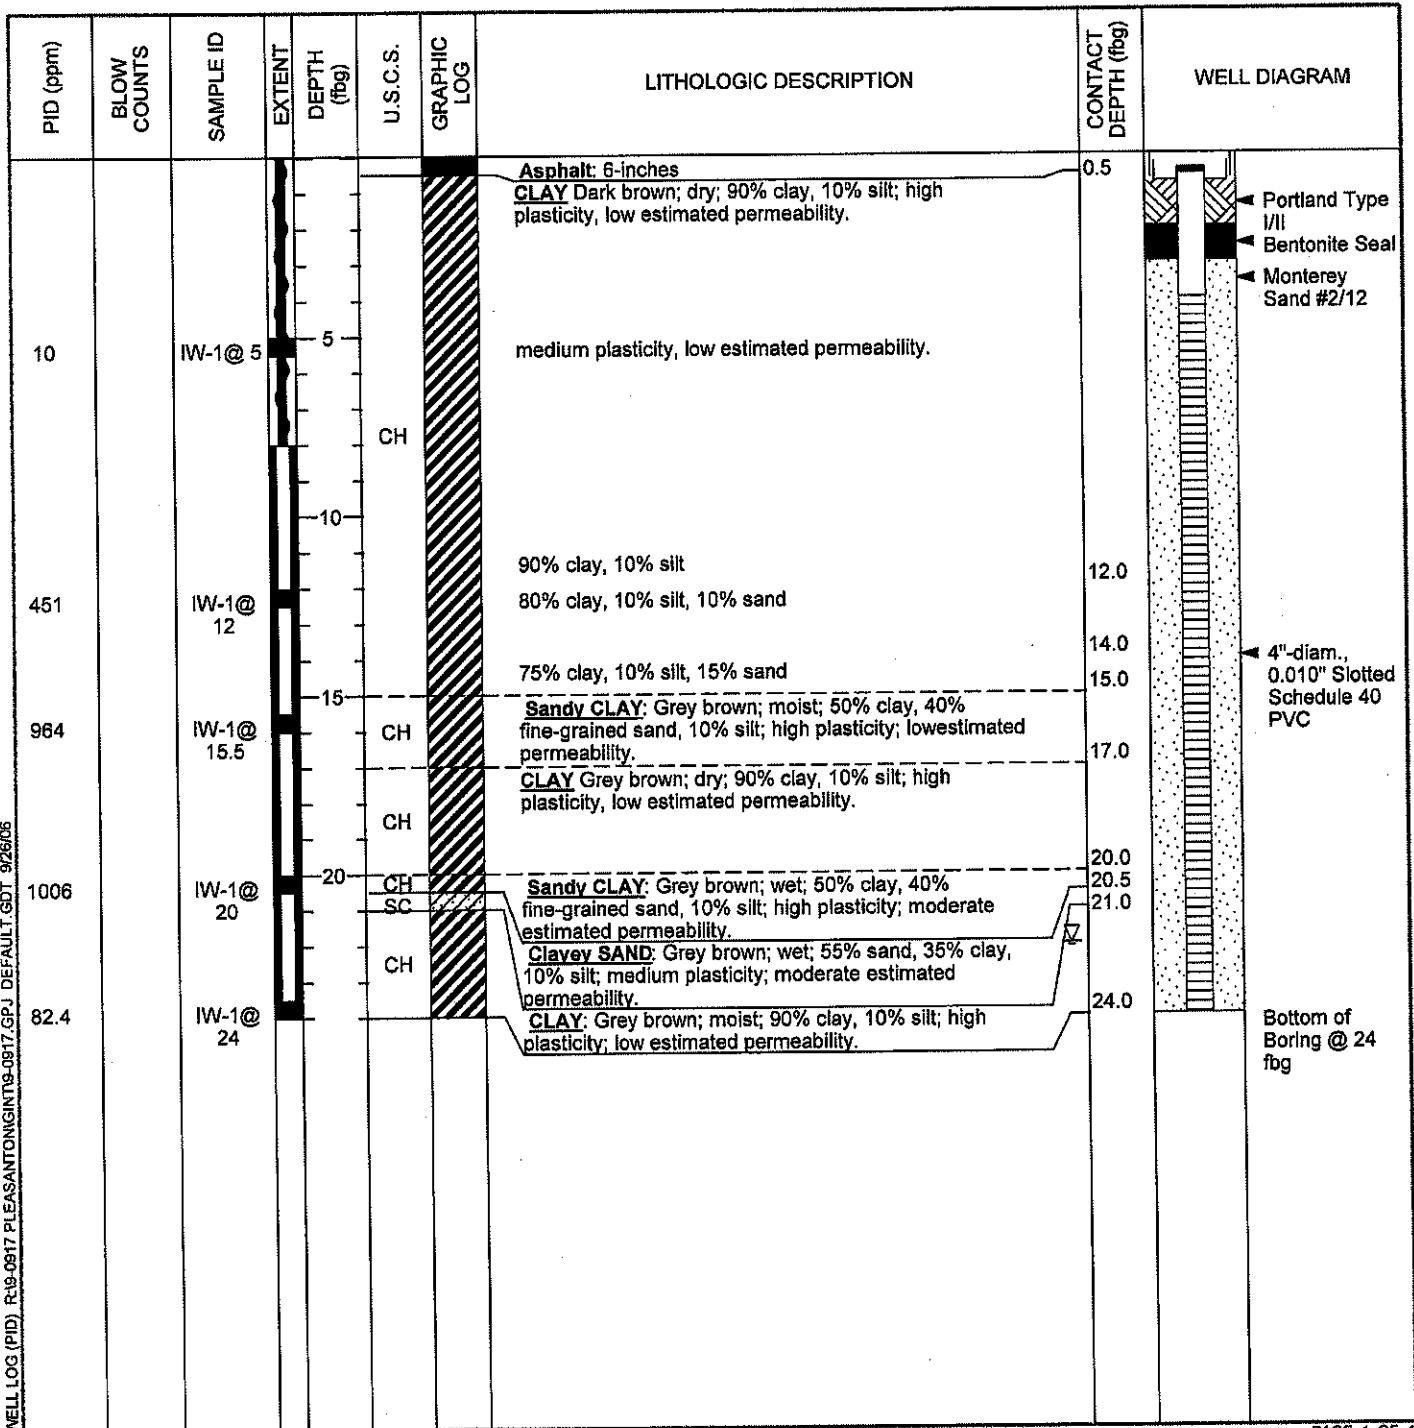 PID (ppm)
BLOW
COUNTS
SAMPLE ID
EXTENT
DEPTH
(fbg)
U.S.C.S.
GRAPHIC
LOG
LITHOLOGIC DESCRIPTION
CONTACT
DEPTH (fbg)
WELL DIAGRAM
Asphalt: 6-inches
0.5
CLAY Dark brown; dry; 90% clay, 10% silt; high
plasticity, low estimated permeability.
Portland Type
I/II
Bentonite Seal
Monterey
Sand #2/12
10
IW-1@ 5
5
medium plasticity, low estimated permeability.
CH
10
90% clay, 10% silt
12.0
451
IW-1@
12
80% clay, 10% silt, 10% sand
14.0
75% clay, 10% silt, 15% sand
15.0
4"-diam.,
0.010" Slotted
Schedule 40
PVC
15
964
IW-1@
15.5
CH
Sandy CLAY: Grey brown; moist; 50% clay, 40%
fine-grained sand, 10% silt; high plasticity; lowestimated
permeability.
17.0
CLAY Grey brown; dry; 90% clay, 10% silt; high
plasticity, low estimated permeability.
CH
20.0
20
1006
IW-1@
20
CH
SC
Sandy CLAY: Grey brown; wet; 50% clay, 40%
fine-grained sand, 10% silt; high plasticity; moderate
estimated permeability.
20.5
21.0
CH
Clayey SAND: Grey brown; wet; 55% sand, 35% clay,
10% silt; medium plasticity; moderate estimated
permeability.
24.0
82.4
IW-1@
24
CLAY: Grey brown; moist; 90% clay, 10% silt; high
plasticity; low estimated permeability.
Bottom of
Boring @ 24
fbg
WELL LOG (PID) R:\9-0917 PLEASANTON\GINT\9-0917.GPJ DEFAULT.GDT 9/26/06